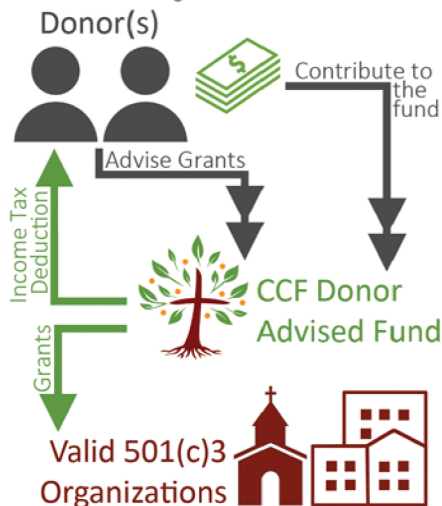 Donor(s)
$
Contribute to
the
fund
Advise Grants
Income Tax
Deduction
CCF Donor
Advised Fund
Grants
Valid 501(c)3
Organizations